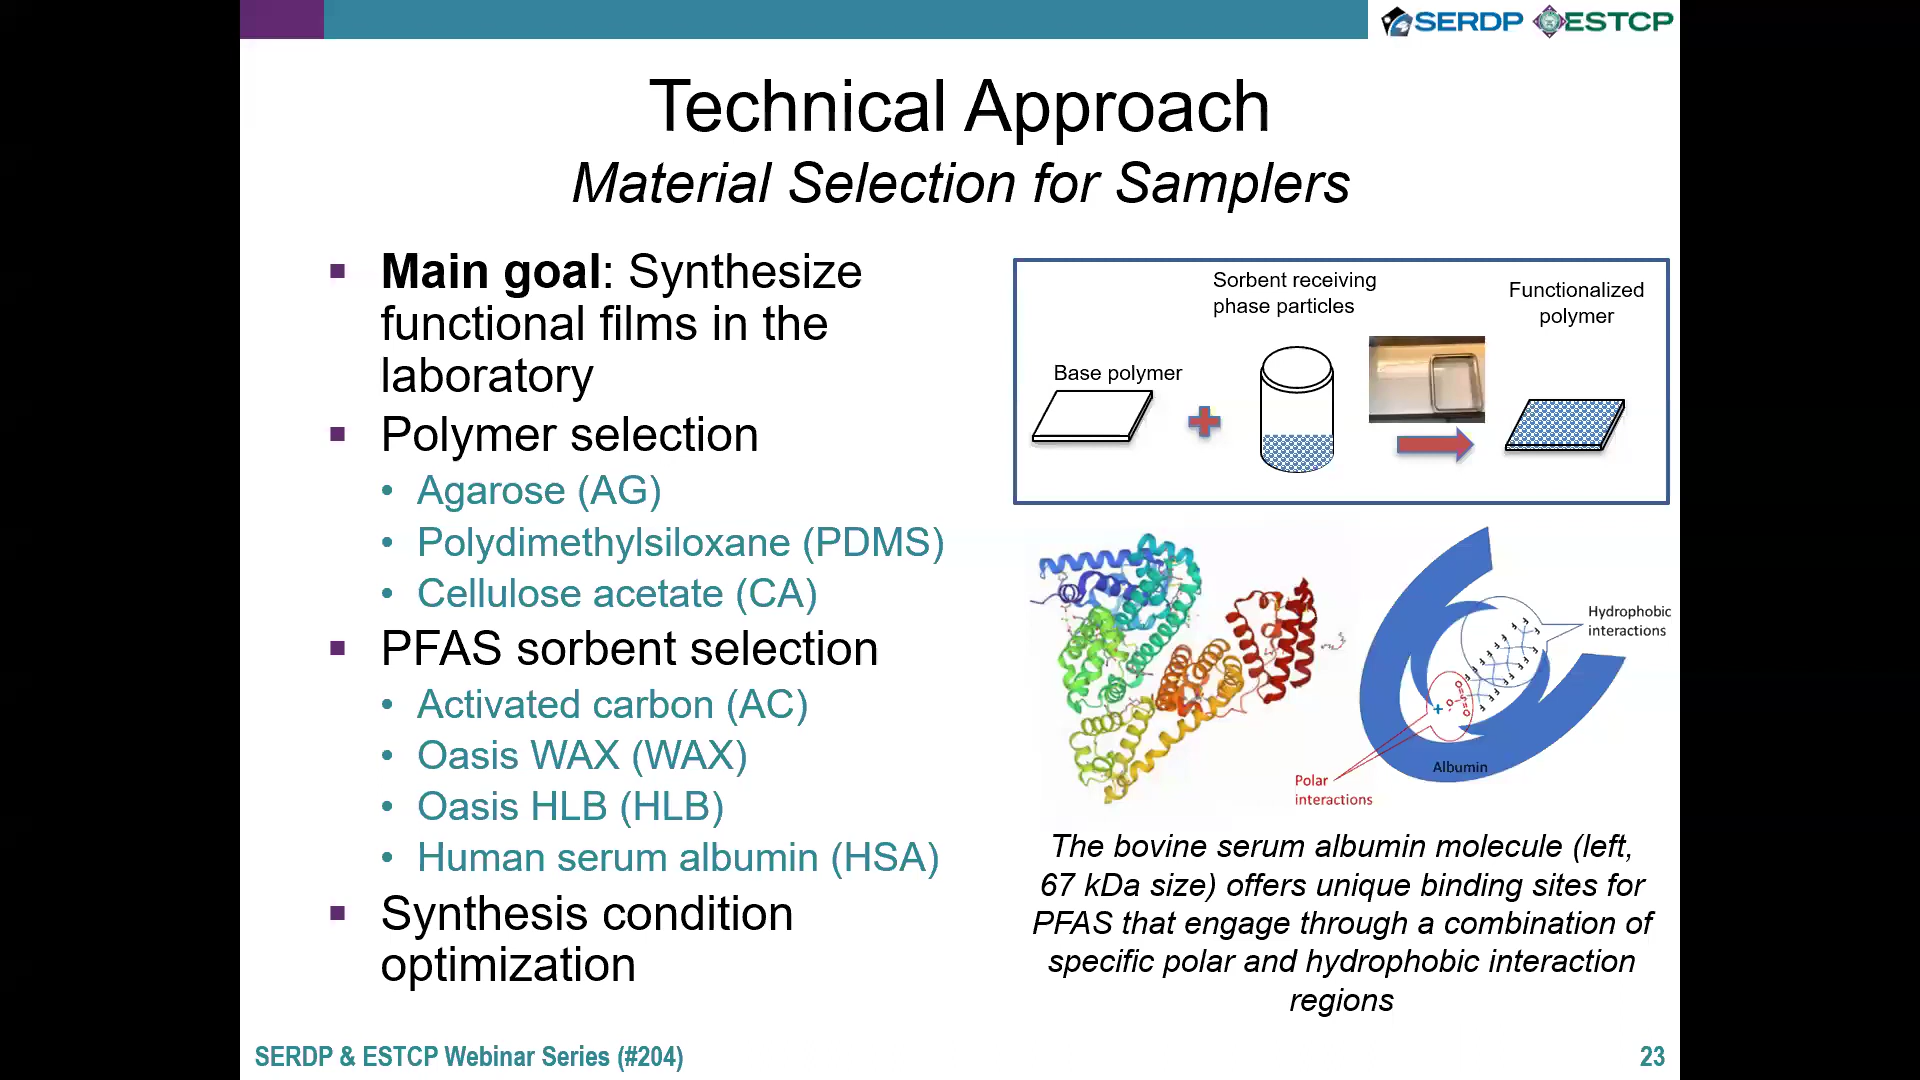 SERDP ESTCP
Technical Approach
Material Selection for Samplers
Main goal: Synthesize
functional films in the
laboratory
Polymer selection
Agarose (AG)
Polydimethylsiloxane (PDMS)
Cellulose acetate (CA)
PFAS sorbent selection
Activated carbon (AC)
Oasis WAX (WAX)
Oasis HLB (HLB)
Human serum albumin (HSA)
Synthesis condition
optimization
Sorbent receiving
phase particles
Functionalized
polymer
Base polymer
Hydrophobic
interactions
Polar
interactions
Albumin
The bovine serum albumin molecule (left,
67 kDa size) offers unique binding sites for
PFAS that engage through a combination of
specific polar and hydrophobic interaction
regions
SERDP & ESTCP Webinar Series (#204)
23